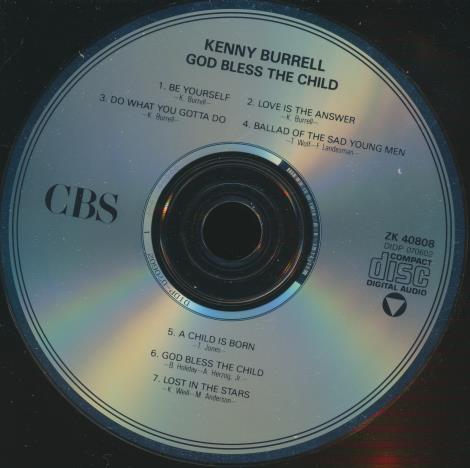 KENNY BURRELL
GOD BLESS THE CHILD
1. BE YOURSELF
–K. Burrell–
2. LOVE IS THE ANSWER
–K. Burrell–
3. DO WHAT YOU GOTTA DO
–K. Burrell–
4. BALLAD OF THE SAD YOUNG MEN
–T. Wolf–F. Landesman–
CBS
ZK 40808
DIDP 070602
COMPACT
disc
DIGITAL AUDIO
5. A CHILD IS BORN
–T. Jones–
6. GOD BLESS THE CHILD
–B. Holiday–A. Herzog, Jr.–
7. LOST IN THE STARS
–K. Weill–M. Anderson–